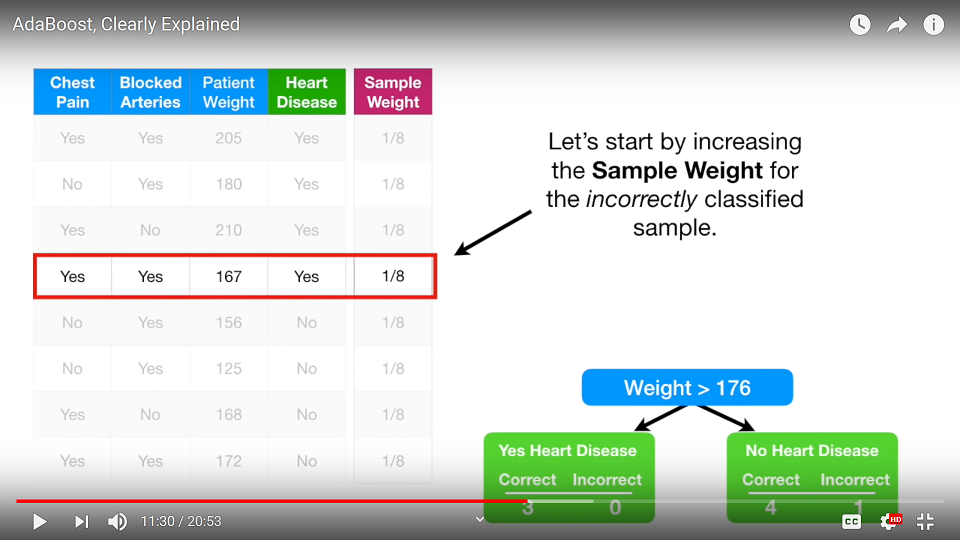 AdaBoost, Clearly Explained
Chest Pain Blocked Arteries Patient Weight Heart Disease Sample Weight
Yes Yes 205 Yes 1/8
No Yes 180 Yes 1/8
Yes No 210 Yes 1/8
Yes Yes 167 Yes 1/8
No Yes 156 No 1/8
No Yes 125 No 1/8
Yes No 168 No 1/8
Yes Yes 172 No 1/8
Let's start by increasing
the Sample Weight for
the incorrectly classified
sample.
Weight > 176
Yes Heart Disease
Correct Incorrect
3 0
No Heart Disease
Correct Incorrect
4 1
11:30 / 20:53
CC
HD